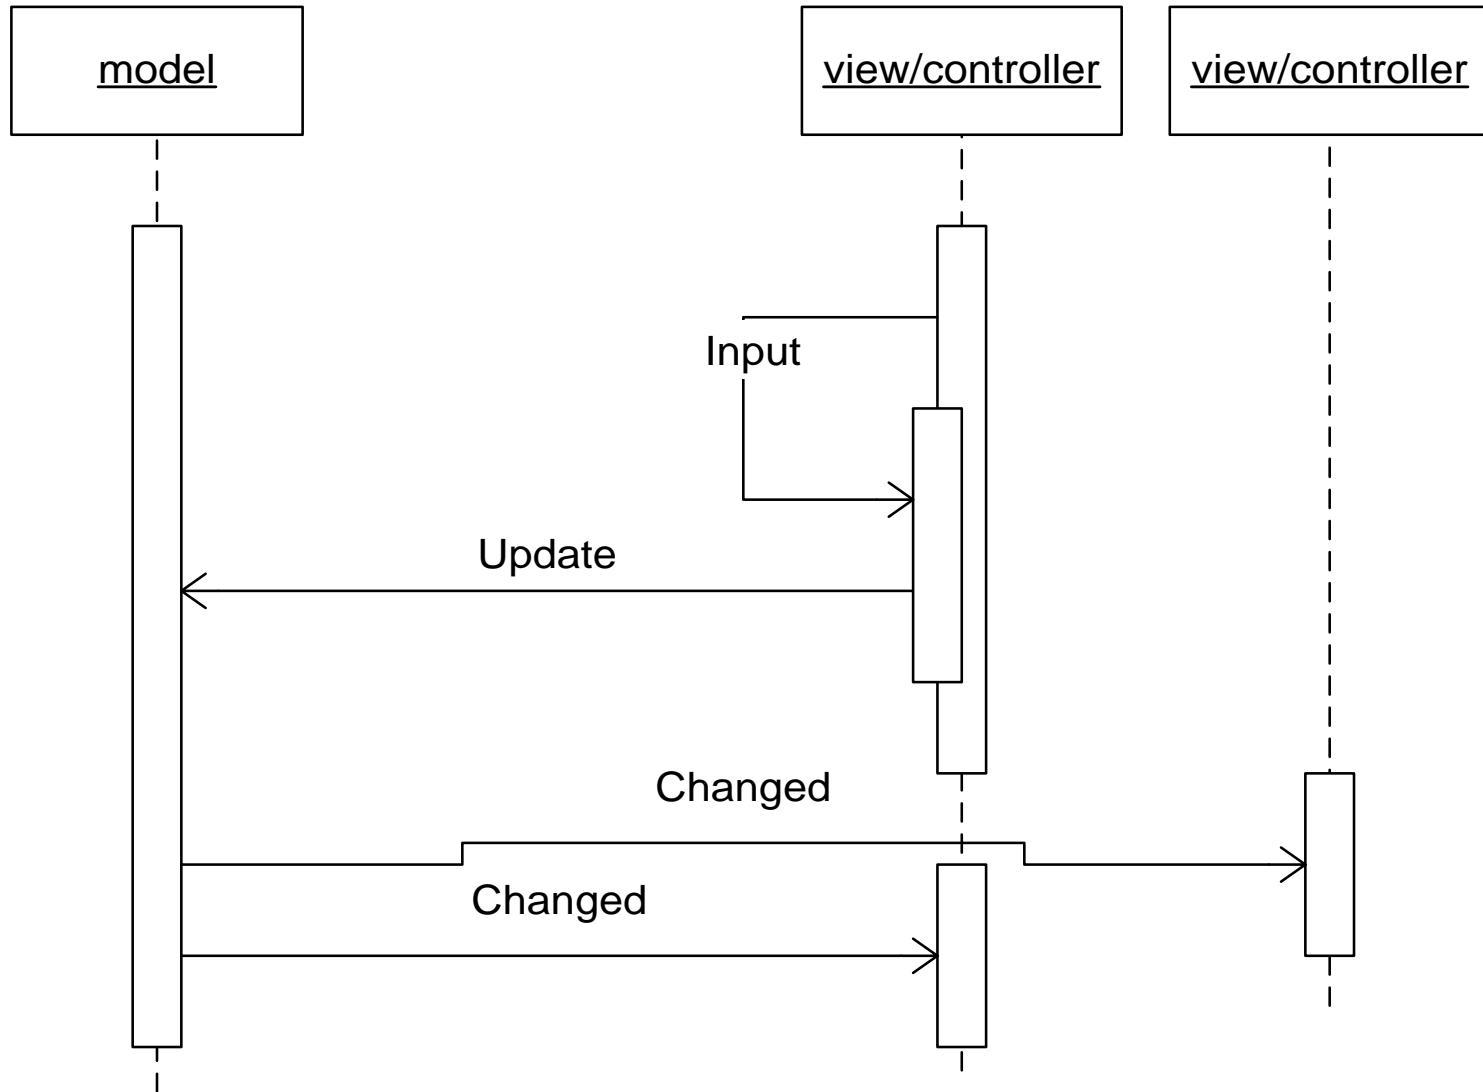 model
view/controller
view/controller
Input
Update
Changed
Changed